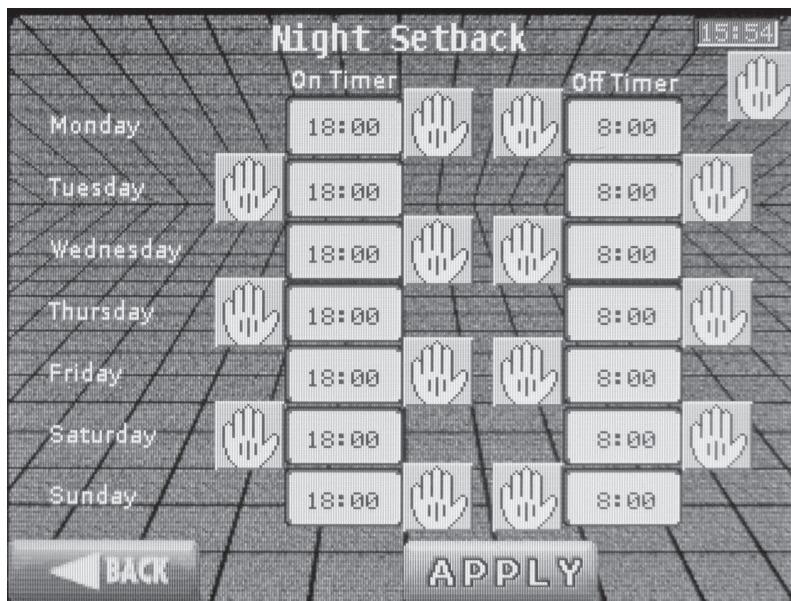 Night Setback
15:54
On Timer Off Timer
Monday 18:00 8:00
Tuesday 18:00 8:00
Wednesday 18:00 8:00
Thursday 18:00 8:00
Friday 18:00 8:00
Saturday 18:00 8:00
Sunday 18:00 8:00
BACK APPLY